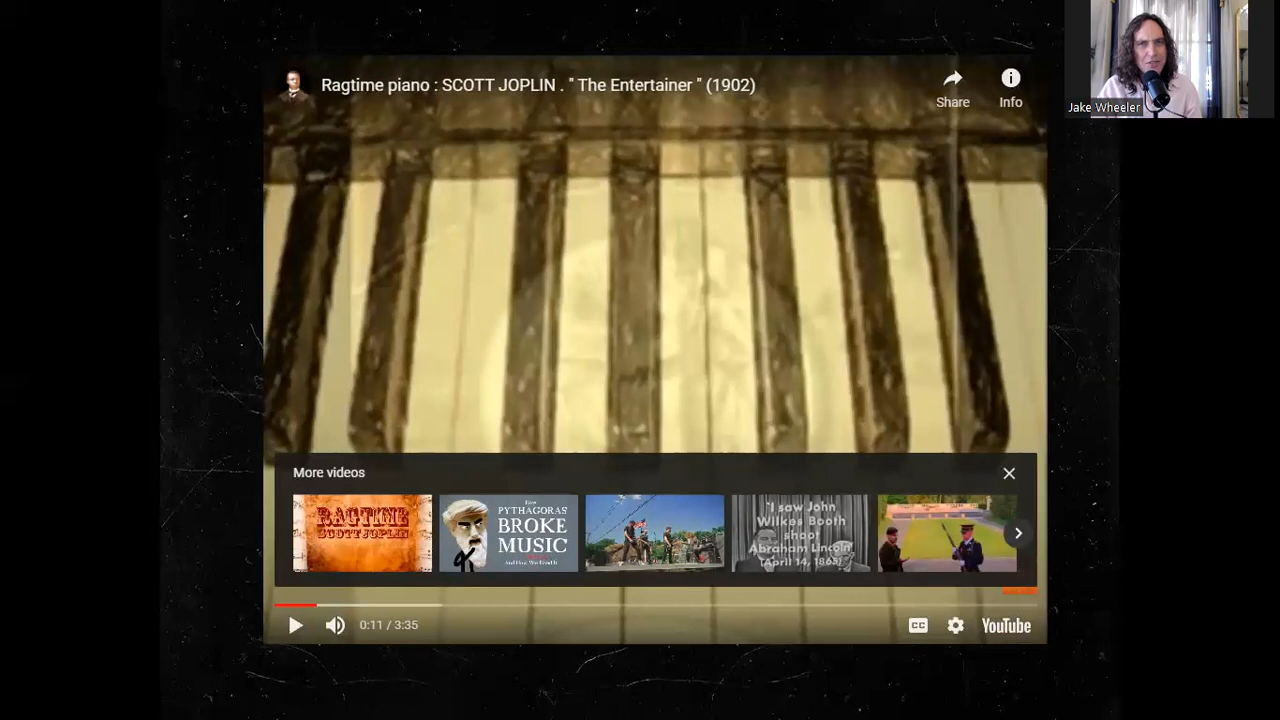 Ragtime piano : SCOTT JOPLIN . " The Entertainer " (1902)
Share
Info
Jake Wheeler
More videos
RAGTIME
SCOTT JOPLIN
PYTHAGORAS
BROKE
MUSIC
"I saw John
Wilkes Booth
shoot
Abraham Lincoln
(April 14, 1865)
0:11 / 3:35
CC
YouTube